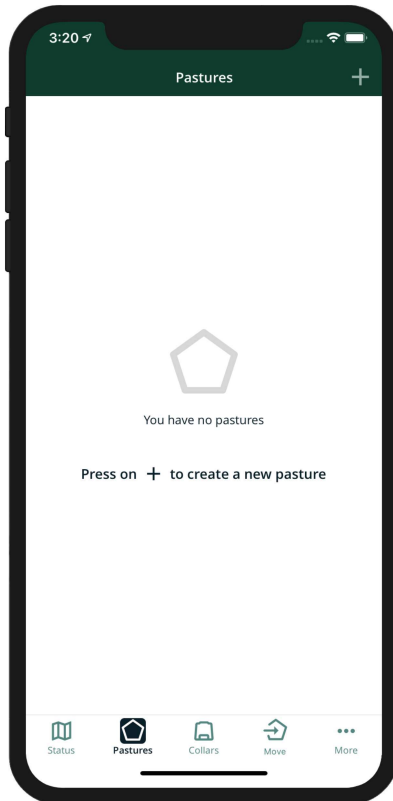 3:20
Pastures
You have no pastures
Press on + to create a new pasture
Status Pastures Collars Move More